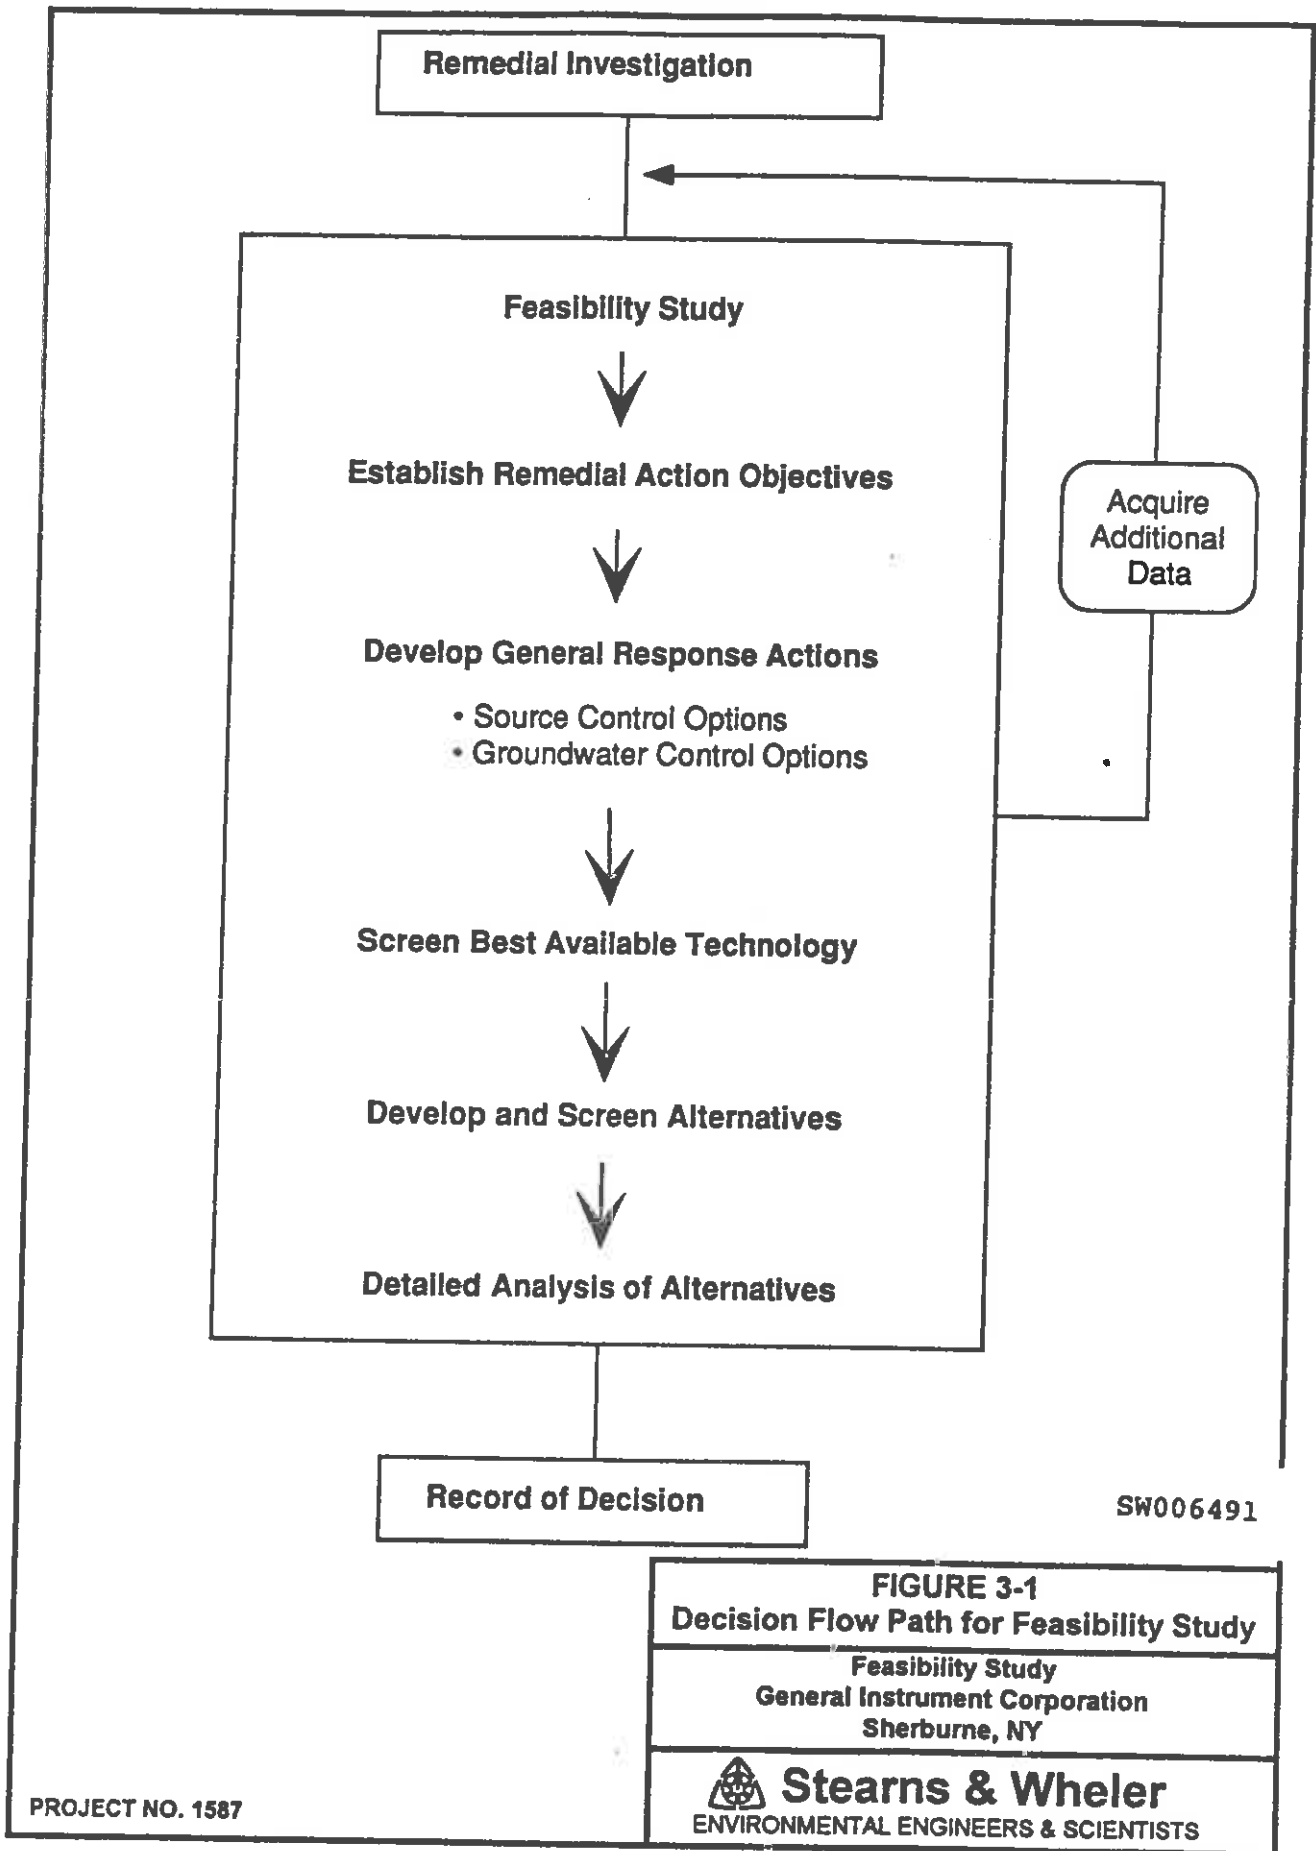 Remedial Investigation
Feasibility Study
Establish Remedial Action Objectives
Acquire
Additional
Data
Develop General Response Actions
• Source Control Options
• Groundwater Control Options
Screen Best Available Technology
Develop and Screen Alternatives
Detailed Analysis of Alternatives
Record of Decision
SW006491
FIGURE 3-1
Decision Flow Path for Feasibility Study
Feasibility Study
General Instrument Corporation
Sherburne, NY
Stearns & Wheler
ENVIRONMENTAL ENGINEERS & SCIENTISTS
PROJECT NO. 1587